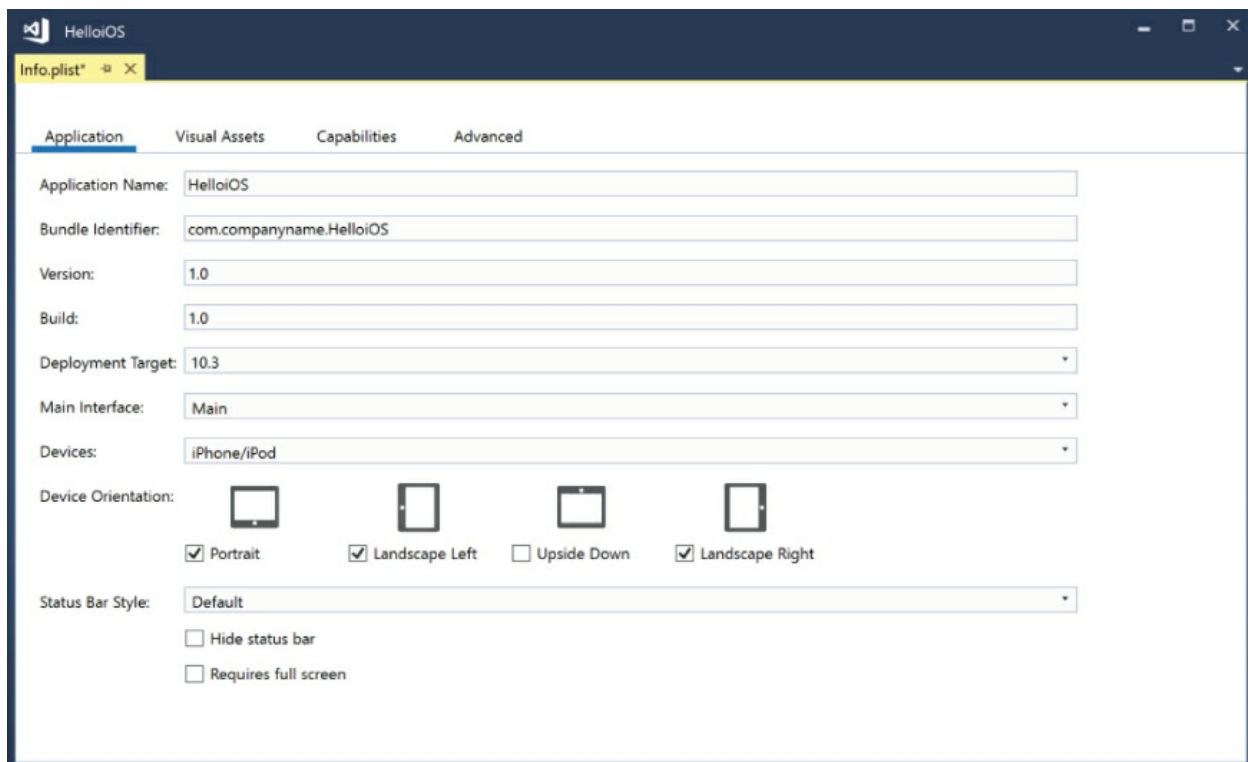 HelloiOS
Info.plist*
Application Visual Assets Capabilities Advanced
Application Name: HelloiOS
Bundle Identifier: com.companyname.HelloiOS
Version: 1.0
Build: 1.0
Deployment Target: 10.3
Main Interface: Main
Devices: iPhone/iPod
Device Orientation:
Portrait Landscape Left Upside Down Landscape Right
Status Bar Style: Default
Hide status bar
Requires full screen